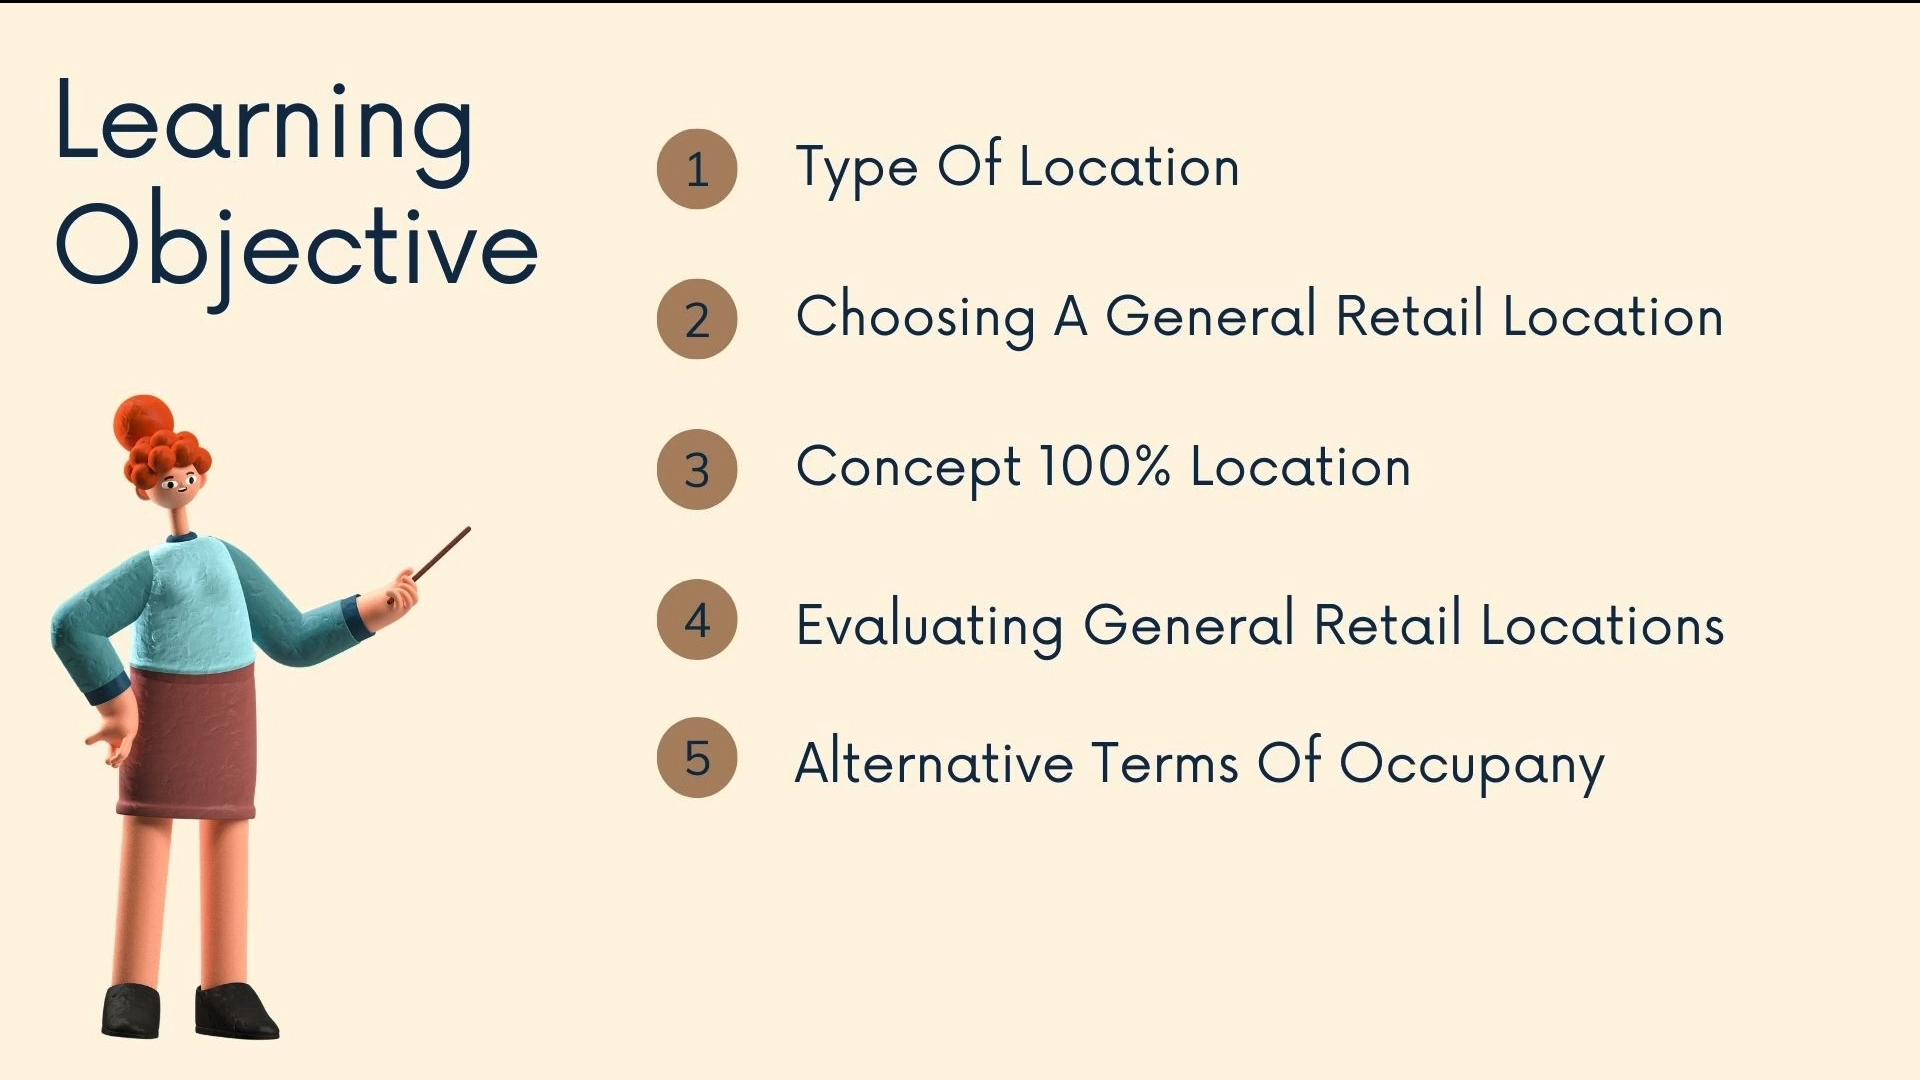 Learning
Objective
1 Type Of Location
2 Choosing A General Retail Location
3 Concept 100% Location
4 Evaluating General Retail Locations
5 Alternative Terms Of Occupany